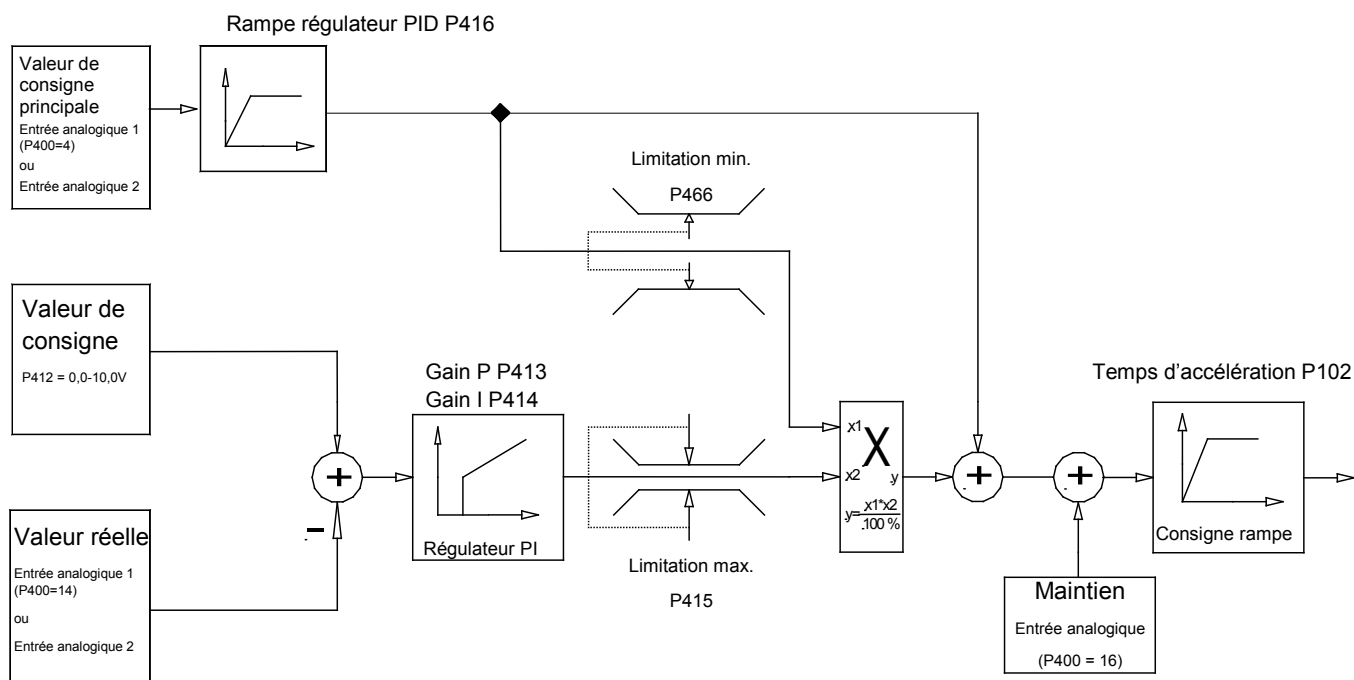 Rampe régulateur PID P416
Valeur de
consigne
principale
Entrée analogique 1
(P400=4)
ou
Entrée analogique 2
Limitation min.
P466
Valeur de
consigne
P412 = 0,0-10,0V
Gain P P413
Gain I P414
Régulateur PI
Valeur réelle
Entrée analogique 1
(P400=14)
ou
Entrée analogique 2
+
-
Limitation max.
P415
x1
X
x2
.y
.y=x1*x2
.100 %
+
+
Temps d’accélération P102
Consigne rampe
Maintien
Entrée analogique
(P400 = 16)